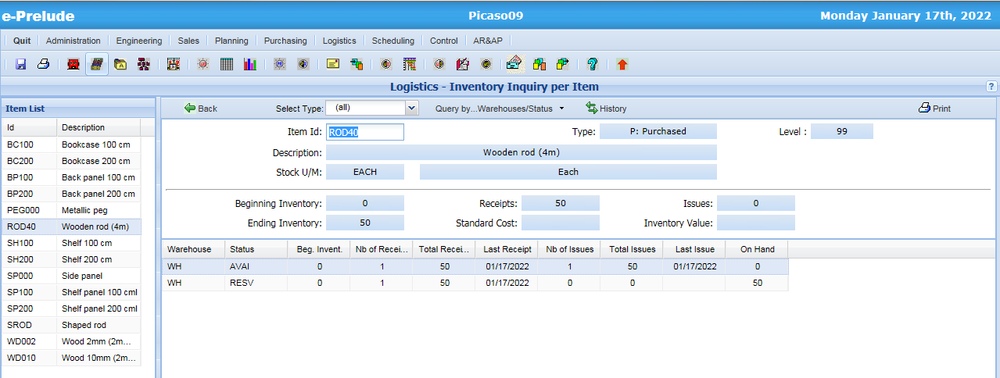 e-Prelude Picaso09 Monday January 17th, 2022
Quit Administration Engineering Sales Planning Purchasing Logistics Scheduling Control AR&AP
Logistics - Inventory Inquiry per Item ?
Item List
Id Description
BC100 Bookcase 100 cm
BC200 Bookcase 200 cm
BP100 Back panel 100 cm
BP200 Back panel 200 cm
PEG000 Metallic peg
ROD40 Wooden rod (4m)
SH100 Shelf 100 cm
SH200 Shelf 200 cm
SP000 Side panel
SP100 Shelf panel 100 cml
SP200 Shelf panel 200 cml
SROD Shaped rod
WD002 Wood 2mm (2m...
WD010 Wood 10mm (2m...
Back Select Type: (all) Query by...Warehouses/Status History Print
Item Id: ROD40 Type: P: Purchased Level : 99
Description: Wooden rod (4m)
Stock U/M: EACH Each
Beginning Inventory: 0 Receipts: 50 Issues: 0
Ending Inventory: 50 Standard Cost: Inventory Value:
Warehouse Status Beg. Invent. Nb of Recei... Total Recei... Last Receipt Nb of Issues Total Issues Last Issue On Hand
WH AVAI 0 1 50 01/17/2022 1 50 01/17/2022 0
WH RESV 0 1 50 01/17/2022 0 0 50